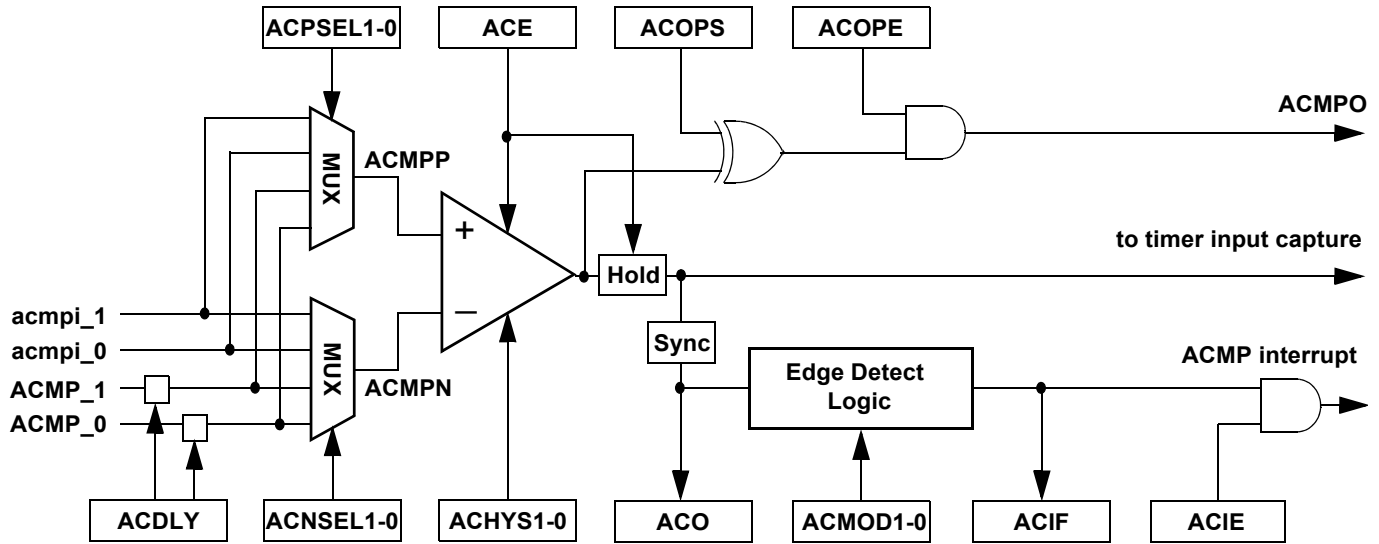 ACPSEL1-0
ACE
ACOPS
ACOPE
ACMPO
MUX
ACMPP
+
to timer input capture
Hold
acmpi_1
acmpi_0
ACMP_1
ACMP_0
MUX
ACMPN
−
Sync
Edge Detect
Logic
ACMP interrupt
ACDLY
ACNSEL1-0
ACHYS1-0
ACO
ACMOD1-0
ACIF
ACIE